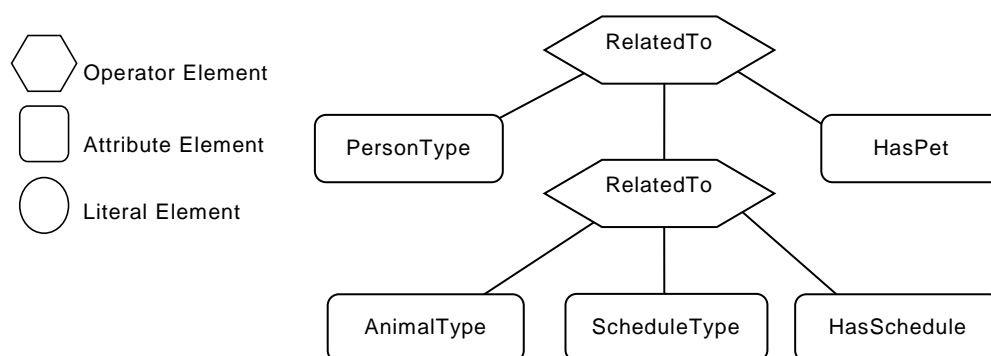 Operator Element
Attribute Element
Literal Element
RelatedTo
PersonType
HasPet
RelatedTo
AnimalType
ScheduleType
HasSchedule